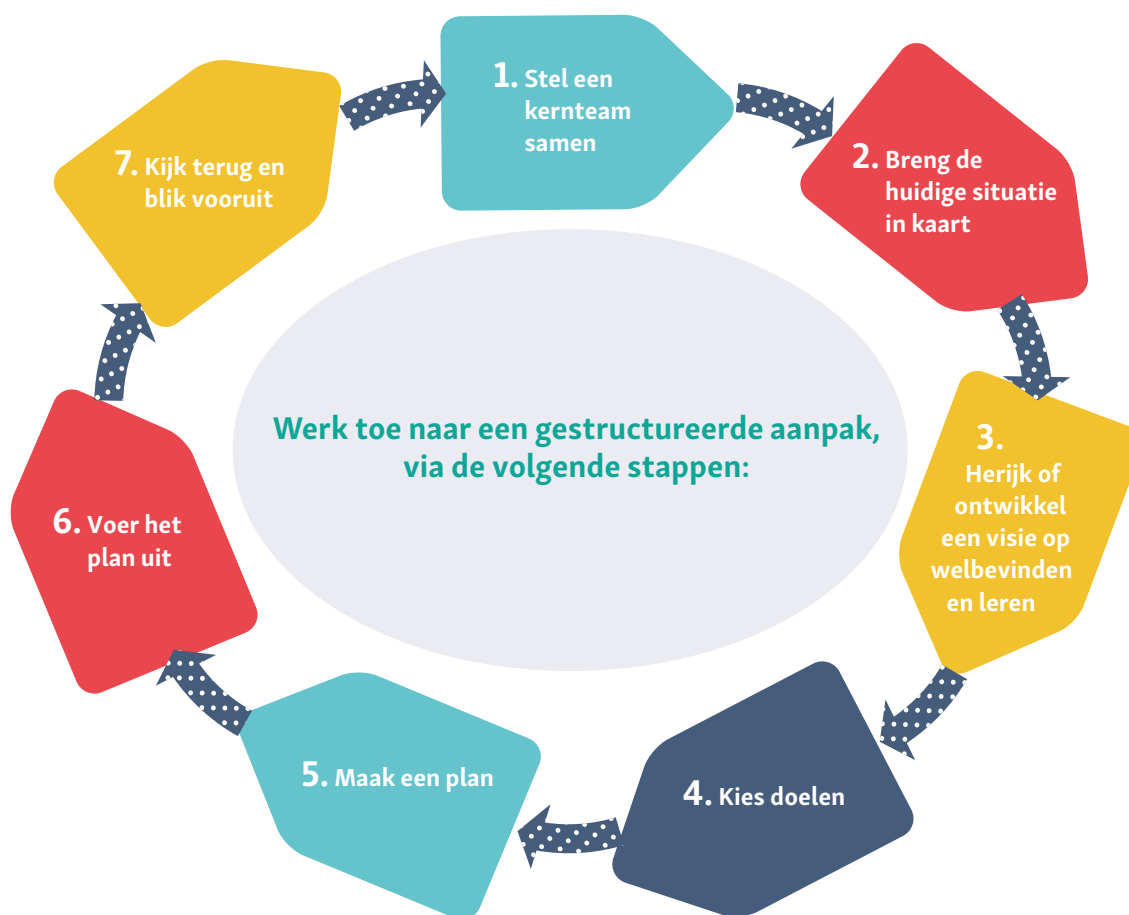 Werk toe naar een gestructureerde aanpak,
via de volgende stappen:
1. Stel een
kernteam
samen
2. Breng de
huidige situatie
in kaart
3.
Herijk of
ontwikkel
een visie op
welbevinden
en leren
4. Kies doelen
5. Maak een plan
6. Voer het
plan uit
7. Kijk terug en
blik vooruit